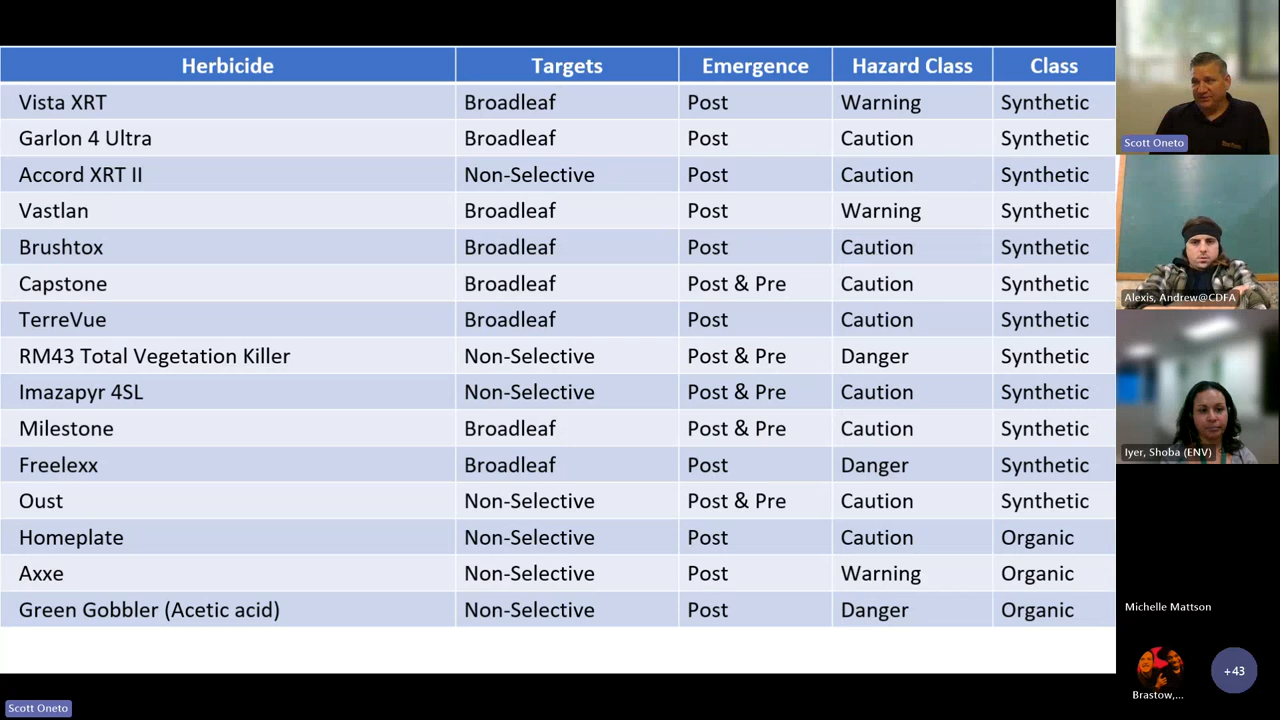 Herbicide Targets Emergence Hazard Class Class
Vista XRT Broadleaf Post Warning Synthetic
Garlon 4 Ultra Broadleaf Post Caution Synthetic
Accord XRT II Non-Selective Post Caution Synthetic
Vastlan Broadleaf Post Warning Synthetic
Brushtox Broadleaf Post Caution Synthetic
Capstone Broadleaf Post & Pre Caution Synthetic
TerreVue Broadleaf Post Caution Synthetic
RM43 Total Vegetation Killer Non-Selective Post & Pre Danger Synthetic
Imazapyr 4SL Non-Selective Post & Pre Caution Synthetic
Milestone Broadleaf Post & Pre Caution Synthetic
Freelexx Broadleaf Post Danger Synthetic
Oust Non-Selective Post & Pre Caution Synthetic
Homeplate Non-Selective Post Caution Organic
Axxe Non-Selective Post Warning Organic
Green Gobbler (Acetic acid) Non-Selective Post Danger Organic
Scott Oneto
Alexis, Andrew@CDFA
Iyer, Shoba (ENV)
Michelle Mattson
+43
Brastow,...
Scott Oneto